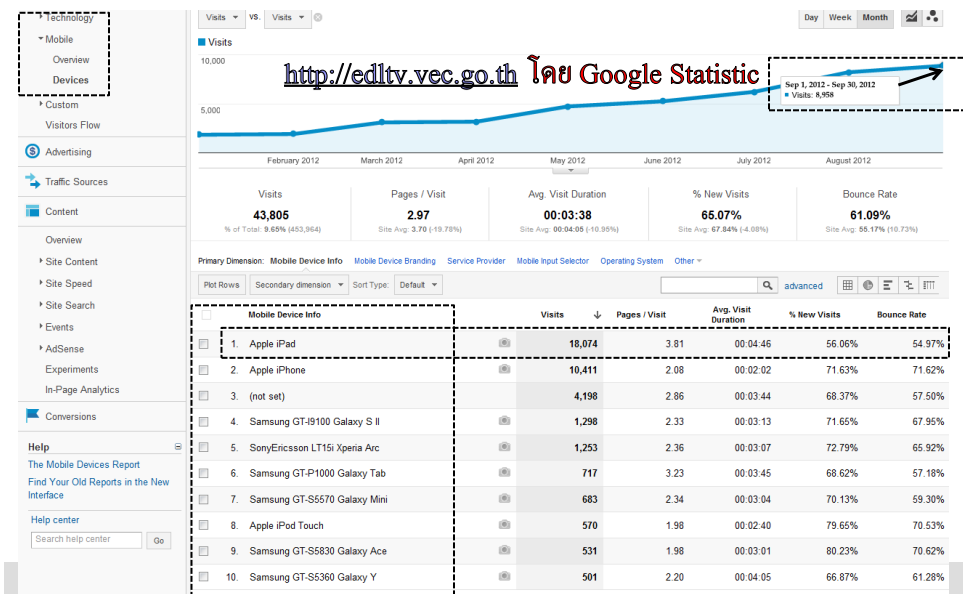 Technology
Mobile
Overview
Devices
Custom
Visitors Flow
Advertising
Traffic Sources
Content
Overview
Site Content
Site Speed
Site Search
Events
AdSense
Experiments
In-Page Analytics
Conversions
Help
The Mobile Devices Report
Find Your Old Reports in the New
Interface
Help center
Search help center Go
Visits VS. Visits Day Week Month
Visits
10,000
http://edltv.vec.go.th โดย Google Statistic
Sep 1, 2012 - Sep 30, 2012
Visits: 8,958
5,000
February 2012 March 2012 April 2012 May 2012 June 2012 July 2012 August 2012
Visits Pages / Visit Avg. Visit Duration % New Visits Bounce Rate
43,805 2.97 00:03:38 65.07% 61.09%
% of Total: 9.65% (453,964) Site Avg: 3.70 (-19.78%) Site Avg: 00:04:05 (-10.95%) Site Avg: 67.84% (-4.08%) Site Avg: 55.17% (10.73%)
Primary Dimension: Mobile Device Info Mobile Device Branding Service Provider Mobile Input Selector Operating System Other
Plot Rows Secondary dimension Sort Type: Default advanced
Mobile Device Info Visits Pages / Visit Avg. Visit Duration % New Visits Bounce Rate
1. Apple iPad 18,074 3.81 00:04:46 56.06% 54.97%
2. Apple iPhone 10,411 2.08 00:02:02 71.63% 71.62%
3. (not set) 4,198 2.86 00:03:44 68.37% 57.50%
4. Samsung GT-I9100 Galaxy S II 1,298 2.33 00:03:13 71.65% 67.95%
5. SonyEricsson LT15i Xperia Arc 1,253 2.36 00:03:07 72.79% 65.92%
6. Samsung GT-P1000 Galaxy Tab 717 3.23 00:03:45 68.62% 57.18%
7. Samsung GT-S5570 Galaxy Mini 683 2.34 00:03:04 70.13% 59.30%
8. Apple iPod Touch 570 1.98 00:02:40 79.65% 70.53%
9. Samsung GT-S5830 Galaxy Ace 531 1.98 00:03:01 80.23% 70.62%
10. Samsung GT-S5360 Galaxy Y 501 2.20 00:04:05 66.87% 61.28%